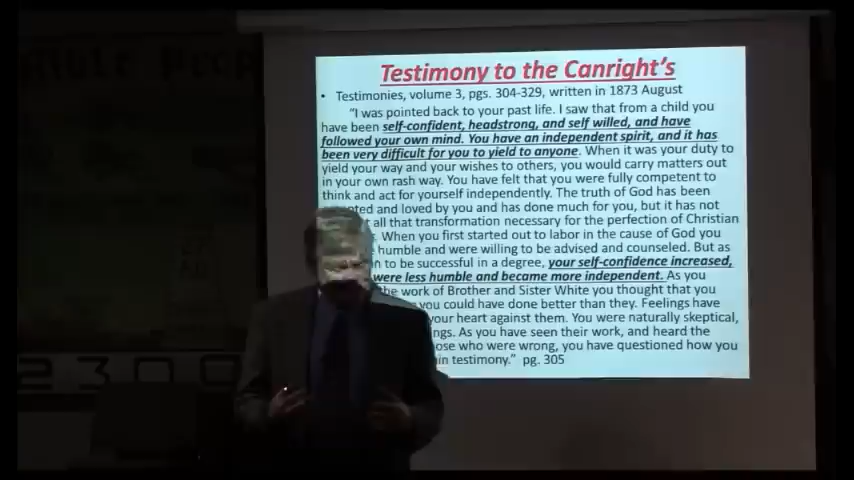 Bible Prop
Testimony to the Canright's
• Testimonies, volume 3, pgs. 304-329, written in 1873 August
"I was pointed back to your past life. I saw that from a child you
have been self-confident, headstrong, and self willed, and have
followed your own mind. You have an independent spirit, and it has
been very difficult for you to yield to anyone. When it was your duty to
yield your way and your wishes to others, you would carry matters out
in your own rash way. You have felt that you were fully competent to
think and act for yourself independently. The truth of God has been
and loved by you and has done much for you, but it has not
all that transformation necessary for the perfection of Christian
When you first started out to labor in the cause of God you
humble and were willing to be advised and counseled. But as
to be successful in a degree, your self-confidence increased,
were less humble and became more independent. As you
the work of Brother and Sister White you thought that you
you could have done better than they. Feelings have
your heart against them. You were naturally skeptical,
As you have seen their work, and heard the
who were wrong, you have questioned how you
testimony." pg. 305
2300